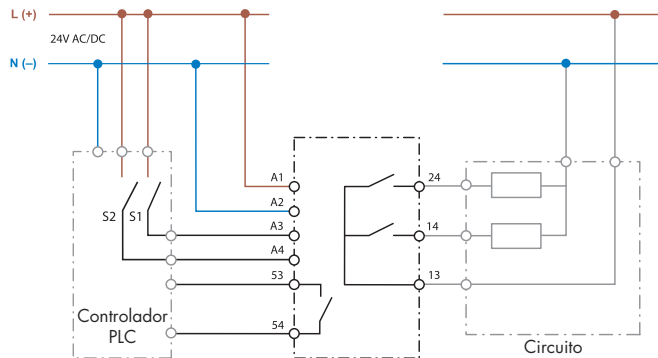 L (+)
24V AC/DC
N (–)
A1
24
A2
S2 S1
A3
14
A4
53
13
Controlador
PLC
54
Circuito